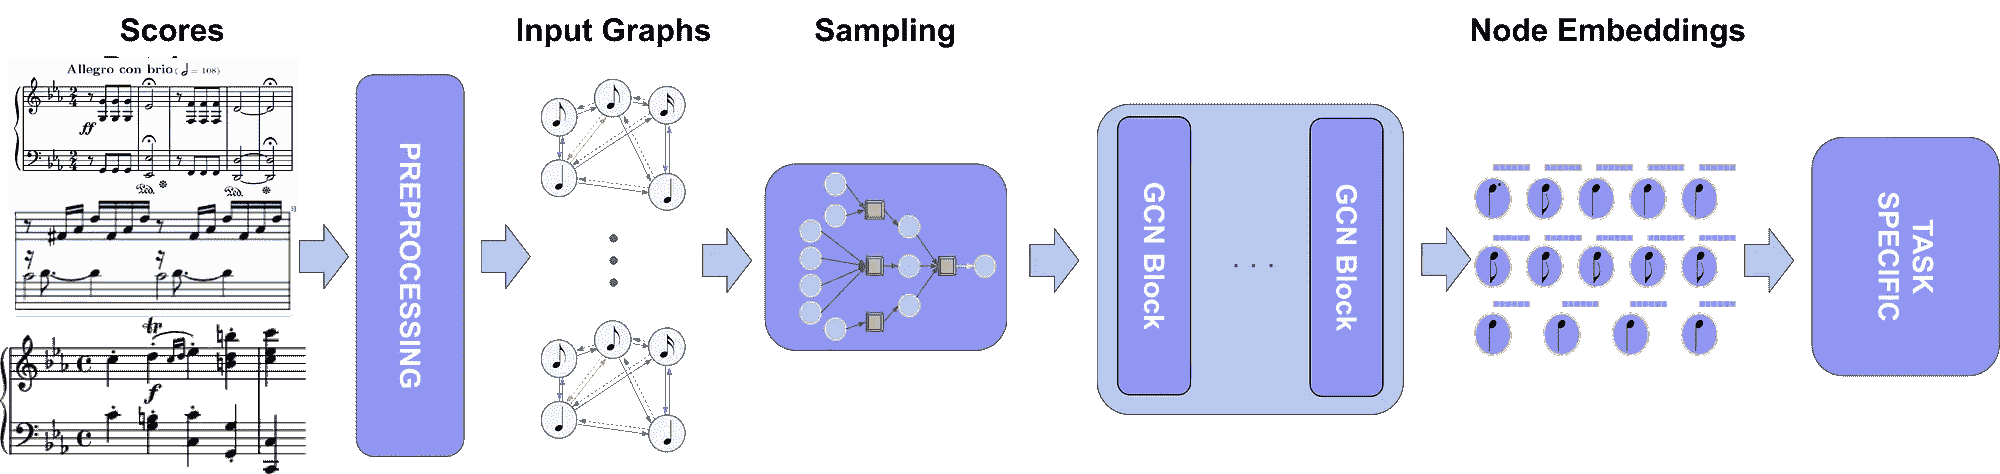 Scores
Input Graphs
Sampling
Node Embeddings
Allegro con brio ( = 108)
ff
PREPROCESSING
GCN Block
. . .
GCN Block
TASK
SPECIFIC
tr
f